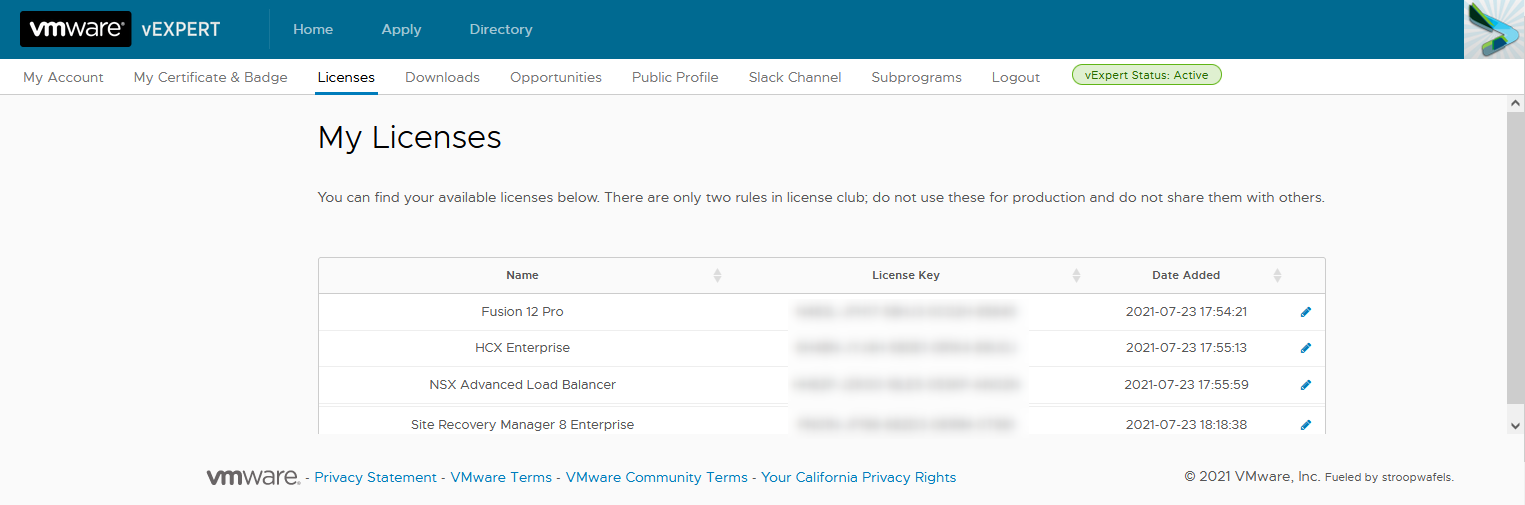 vmware® vEXPERT Home Apply Directory
My Account My Certificate & Badge Licenses Downloads Opportunities Public Profile Slack Channel Subprograms Logout vExpert Status: Active
My Licenses
You can find your available licenses below. There are only two rules in license club; do not use these for production and do not share them with others.
Name License Key Date Added
Fusion 12 Pro 2021-07-23 17:54:21
HCX Enterprise 2021-07-23 17:55:13
NSX Advanced Load Balancer 2021-07-23 17:55:59
Site Recovery Manager 8 Enterprise 2021-07-23 18:18:38
vmware® - Privacy Statement - VMware Terms - VMware Community Terms - Your California Privacy Rights © 2021 VMware, Inc. Fueled by stroopwafels.